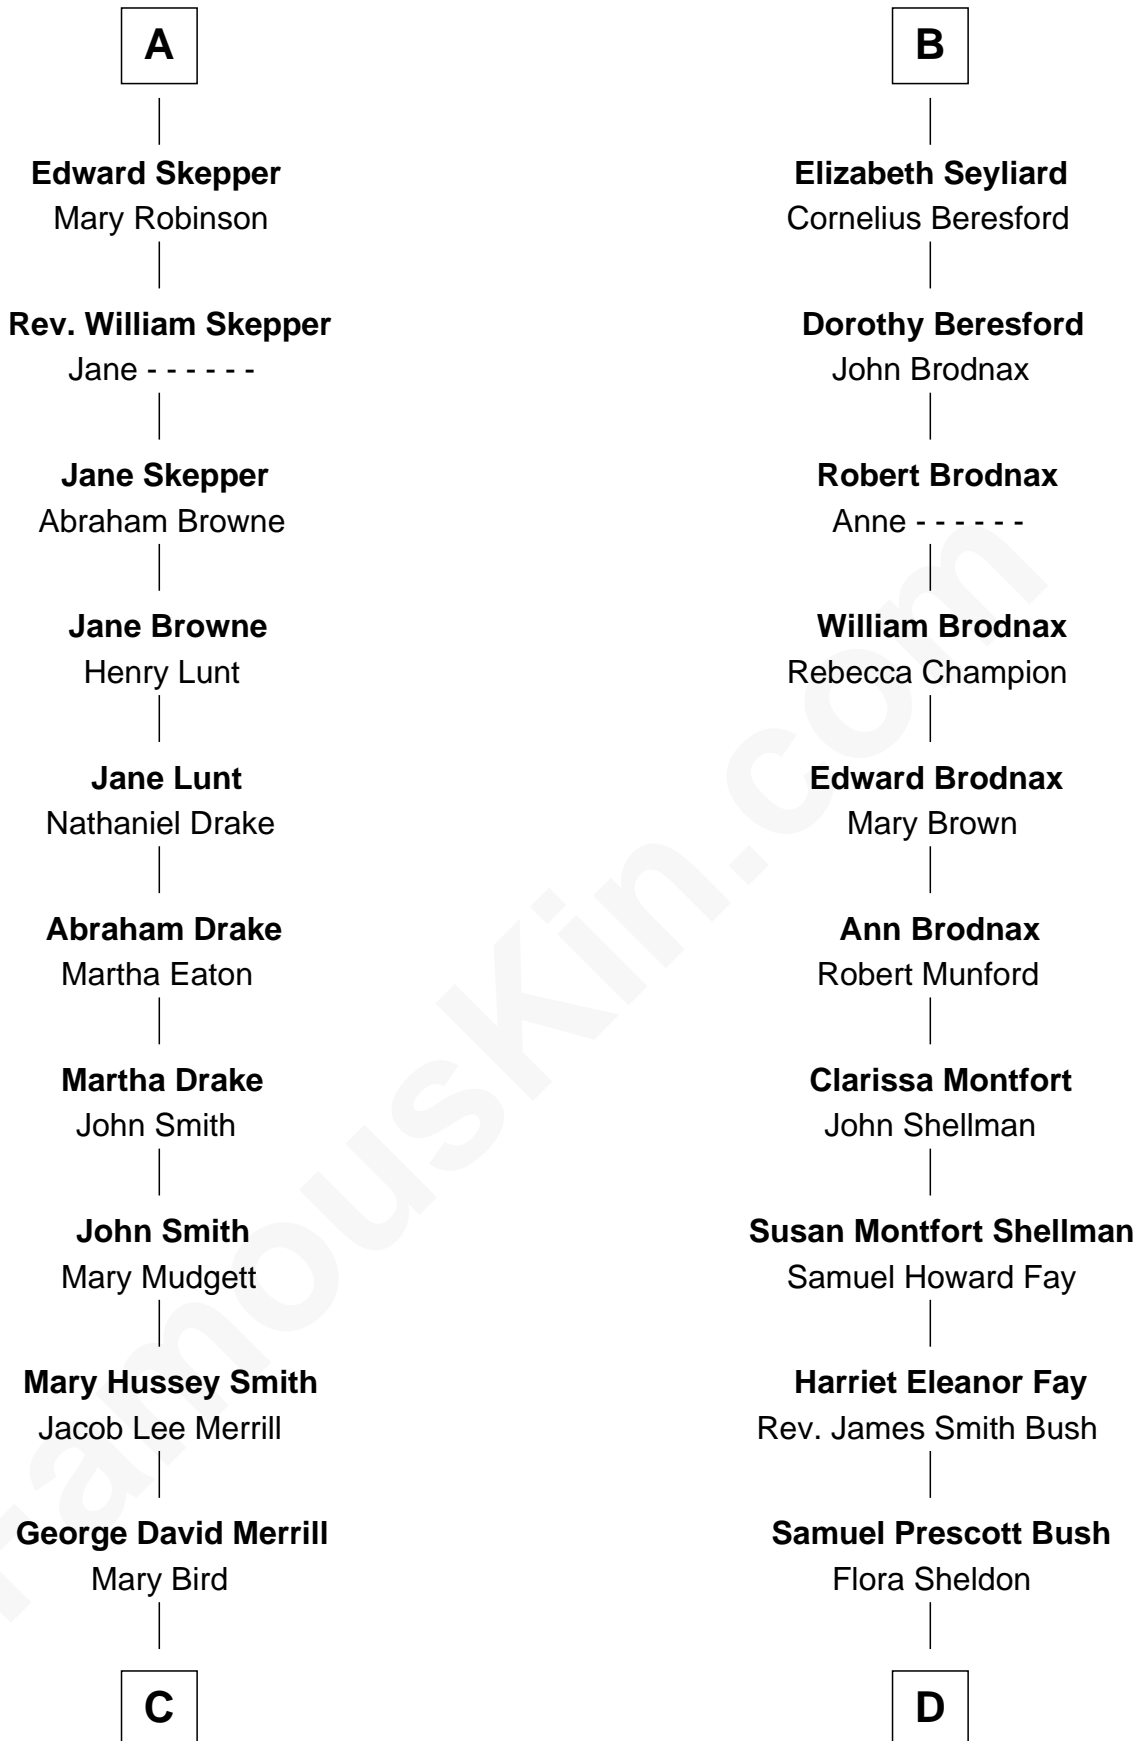 A
Edward Skepper
Mary Robinson
Rev. William Skepper
Jane - - - - - -
Jane Skepper
Abraham Browne
Jane Browne
Henry Lunt
Jane Lunt
Nathaniel Drake
Abraham Drake
Martha Eaton
Martha Drake
John Smith
John Smith
Mary Mudgett
Mary Hussey Smith
Jacob Lee Merrill
George David Merrill
Mary Bird
C
B
Elizabeth Seyliard
Cornelius Beresford
Dorothy Beresford
John Brodnax
Robert Brodnax
Anne - - - - - -
William Brodnax
Rebecca Champion
Edward Brodnax
Mary Brown
Ann Brodnax
Robert Munford
Clarissa Montfort
John Shellman
Susan Montfort Shellman
Samuel Howard Fay
Harriet Eleanor Fay
Rev. James Smith Bush
Samuel Prescott Bush
Flora Sheldon
D
FamousKin.com